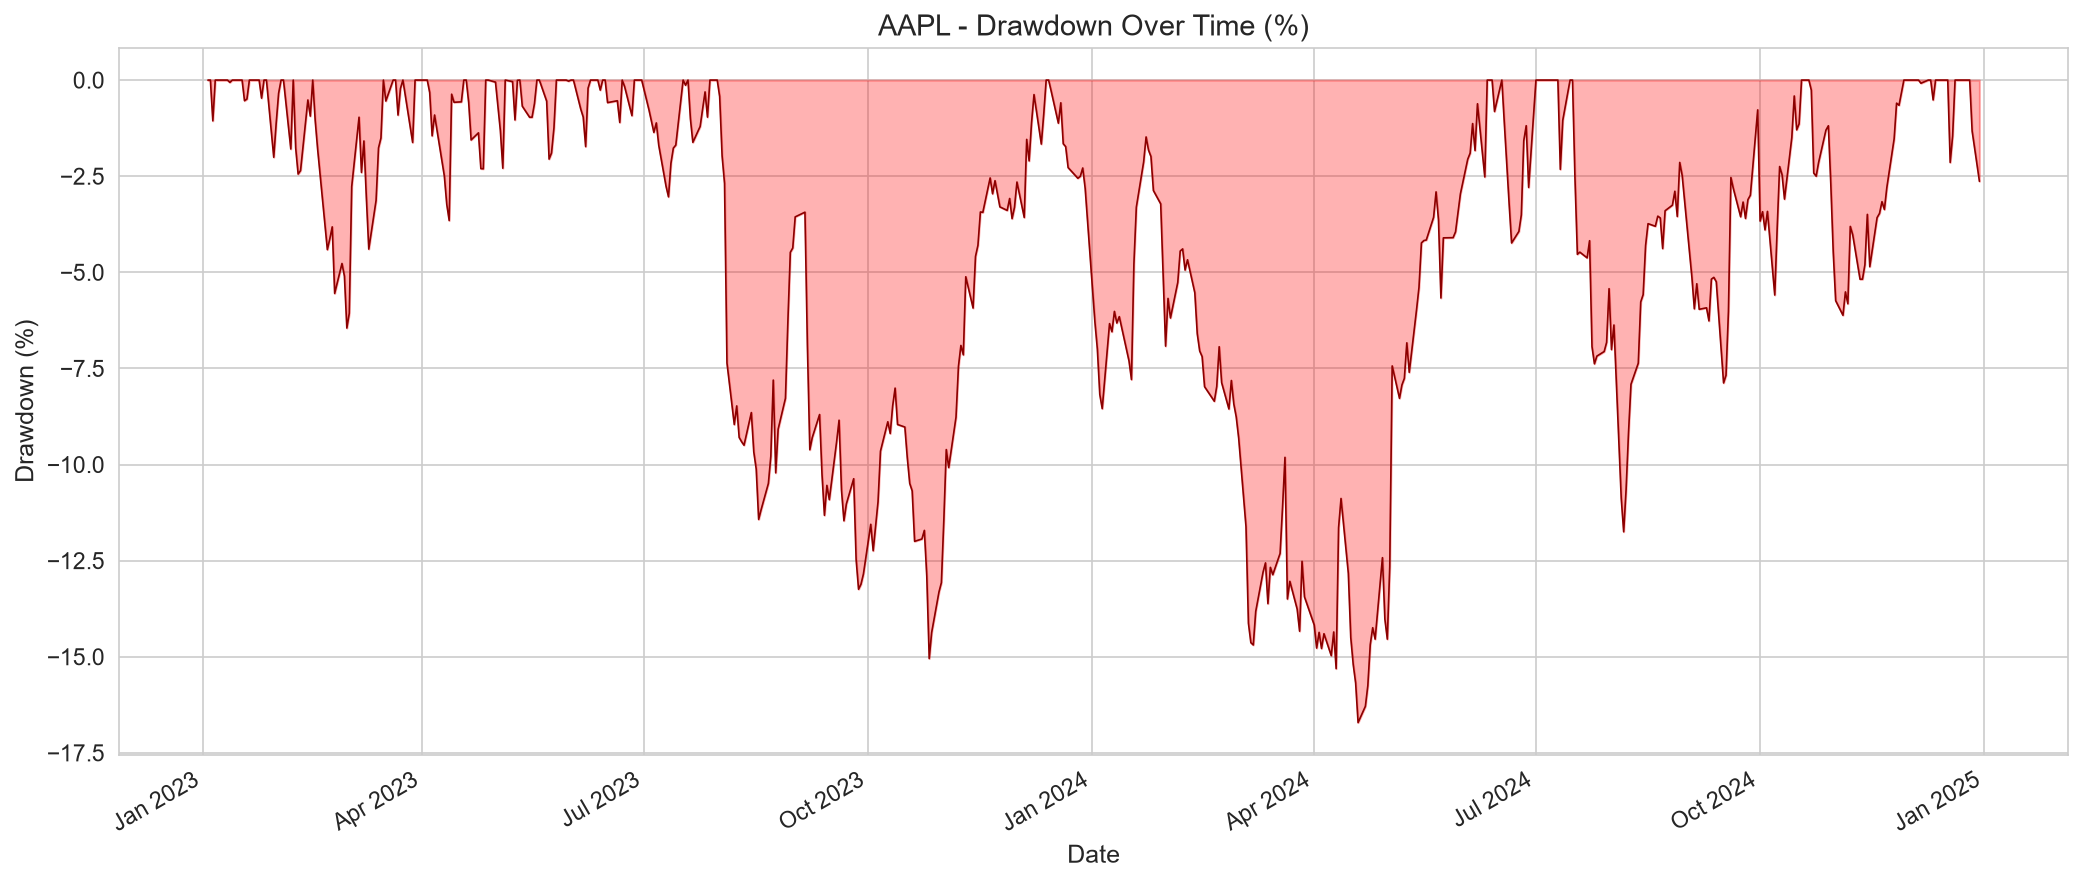 AAPL - Drawdown Over Time (%)
Drawdown (%)
0.0
−2.5
−5.0
−7.5
−10.0
−12.5
−15.0
−17.5
Jan 2023
Apr 2023
Jul 2023
Oct 2023
Jan 2024
Apr 2024
Jul 2024
Oct 2024
Jan 2025
Date